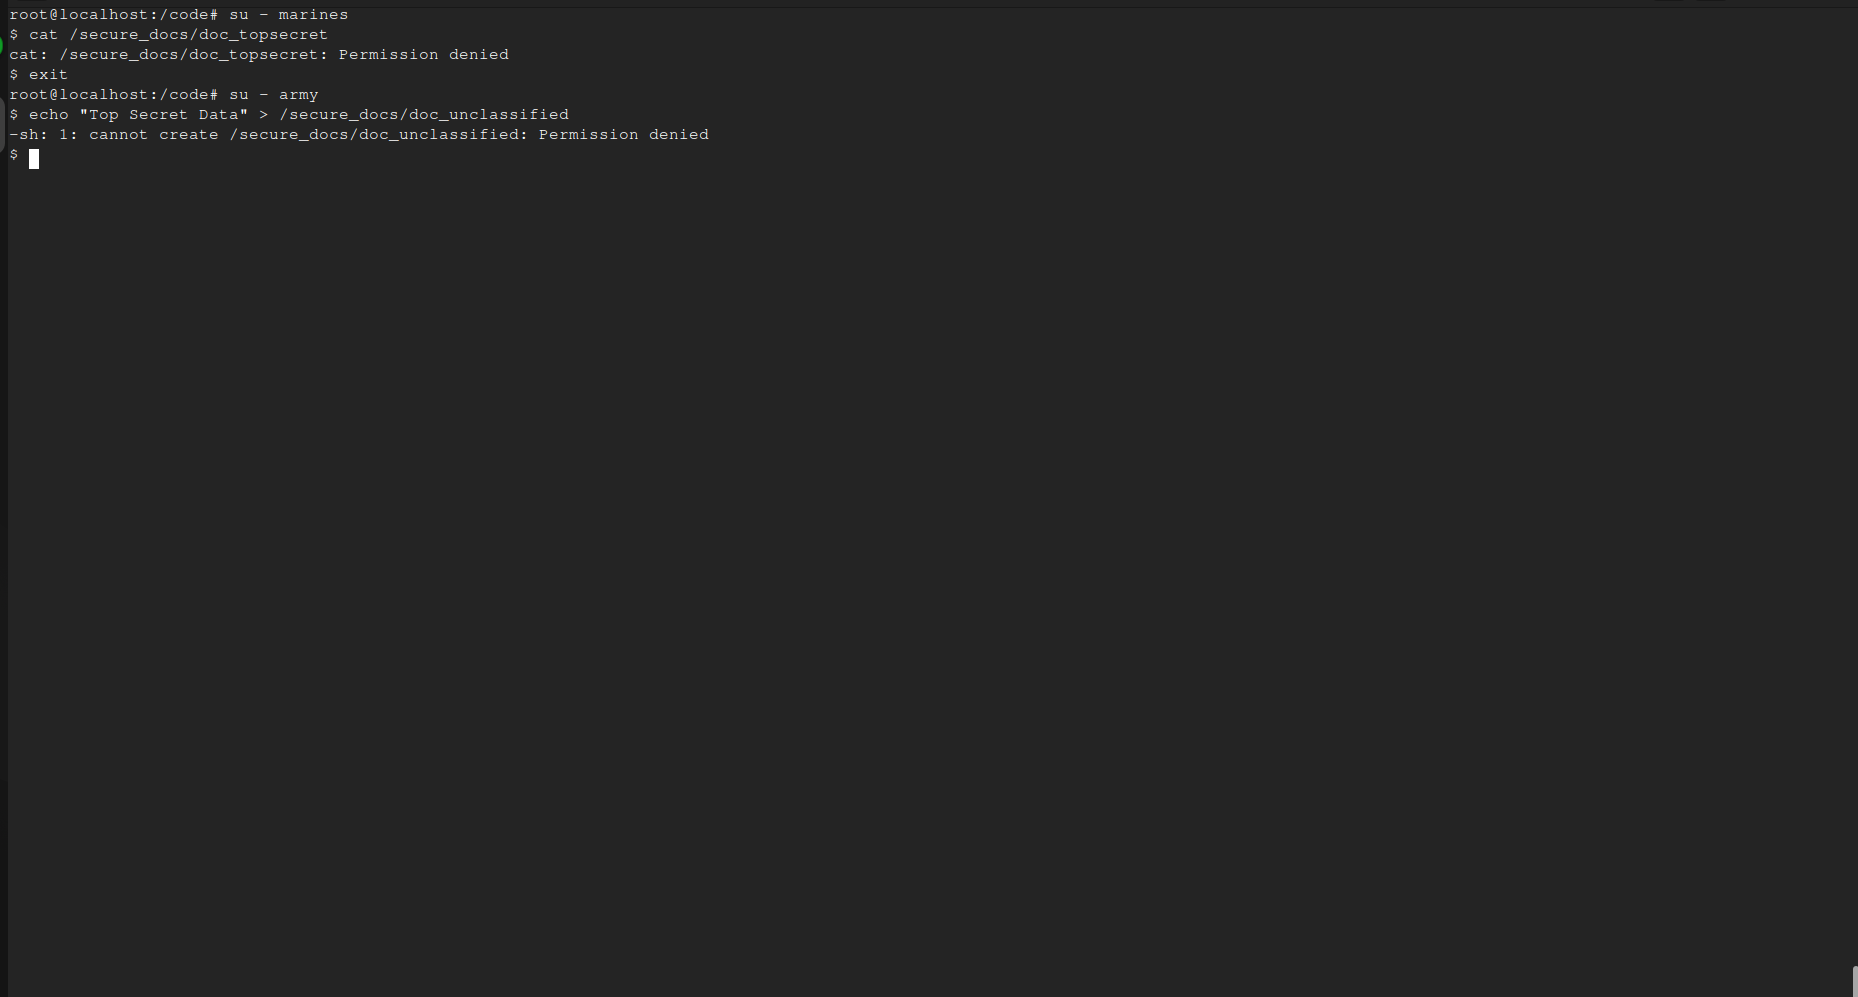 root@localhost:/code# su - marines
$ cat /secure_docs/doc_topsecret
cat: /secure_docs/doc_topsecret: Permission denied
$ exit
root@localhost:/code# su - army
$ echo "Top Secret Data" > /secure_docs/doc_unclassified
-sh: 1: cannot create /secure_docs/doc_unclassified: Permission denied
$